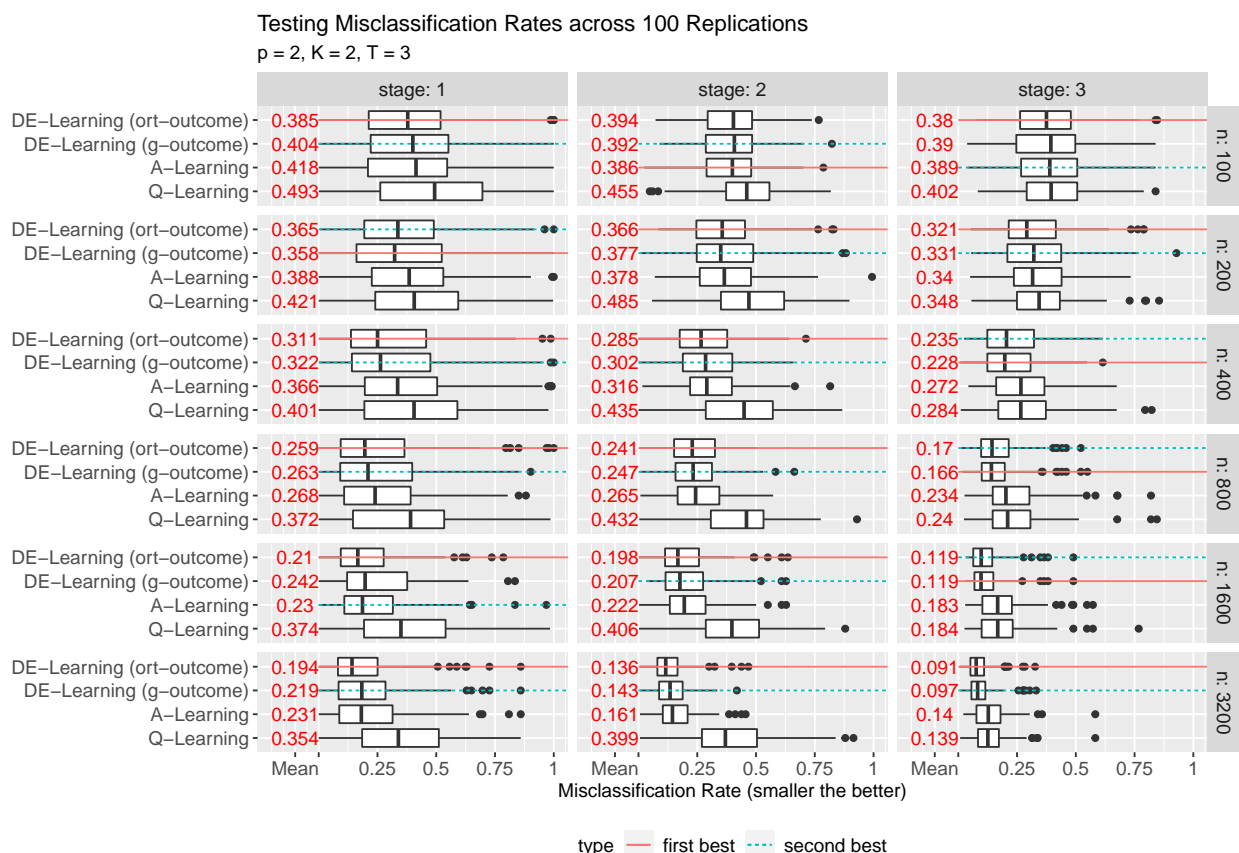 Testing Misclassification Rates across 100 Replications
p = 2, K = 2, T = 3
stage: 1 stage: 2 stage: 3
DE−Learning (ort−outcome) 0.385 0.394 0.38
DE−Learning (g−outcome) 0.404 0.392 0.39
A−Learning 0.418 0.386 0.389
Q−Learning 0.493 0.455 0.402
n: 100
DE−Learning (ort−outcome) 0.365 0.366 0.321
DE−Learning (g−outcome) 0.358 0.377 0.331
A−Learning 0.388 0.378 0.34
Q−Learning 0.421 0.485 0.348
n: 200
DE−Learning (ort−outcome) 0.311 0.285 0.235
DE−Learning (g−outcome) 0.322 0.302 0.228
A−Learning 0.366 0.316 0.272
Q−Learning 0.401 0.435 0.284
n: 400
DE−Learning (ort−outcome) 0.259 0.241 0.17
DE−Learning (g−outcome) 0.263 0.247 0.166
A−Learning 0.268 0.265 0.234
Q−Learning 0.372 0.432 0.24
n: 800
DE−Learning (ort−outcome) 0.21 0.198 0.119
DE−Learning (g−outcome) 0.242 0.207 0.119
A−Learning 0.23 0.222 0.183
Q−Learning 0.374 0.406 0.184
n: 1600
DE−Learning (ort−outcome) 0.194 0.136 0.091
DE−Learning (g−outcome) 0.219 0.143 0.097
A−Learning 0.231 0.161 0.14
Q−Learning 0.354 0.399 0.139
n: 3200
Mean 0.25 0.5 0.75 1 Mean 0.25 0.5 0.75 1 Mean 0.25 0.5 0.75 1
Misclassification Rate (smaller the better)
type first best second best